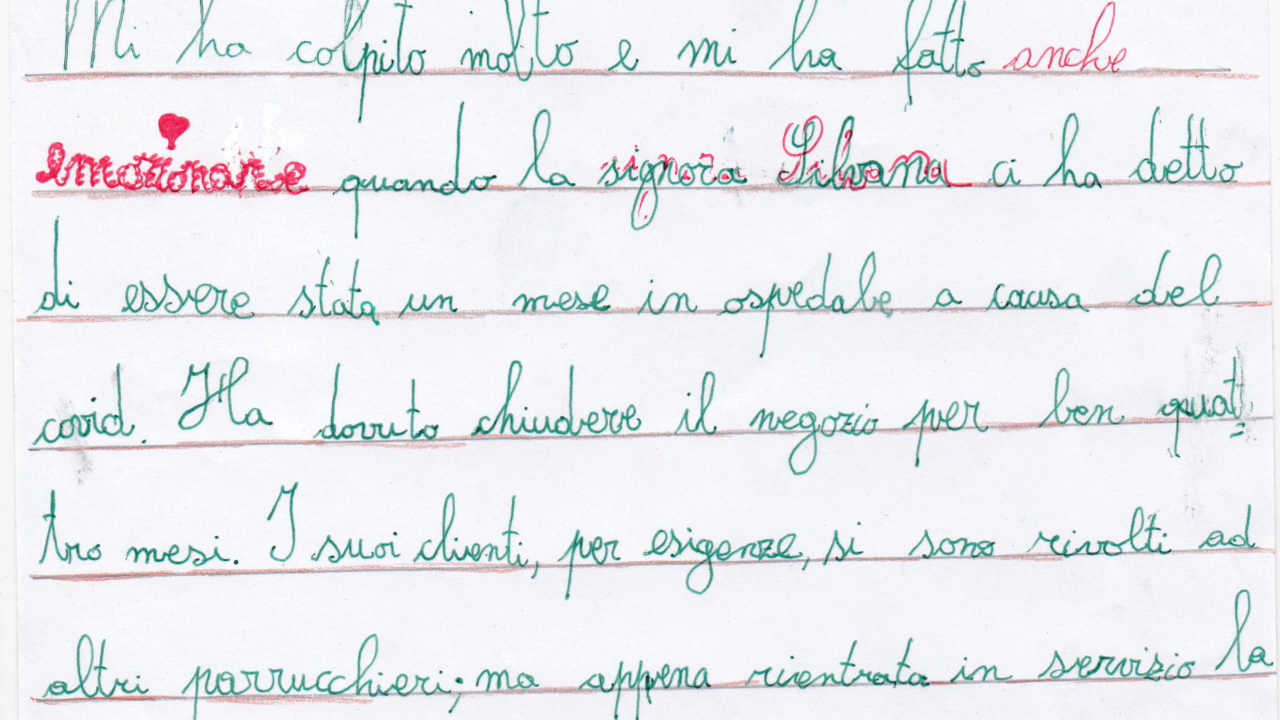 Mi ha colpito molto e mi ha fatto anche
emozionare quando la signora Silvana ci ha detto
di essere stata un mese in ospedale a causa del
covid. Ha dovuto chiudere il negozio per ben quat=
tro mesi. I suoi clienti, per esigenze, si sono rivolti ad
altri parrucchieri; ma appena rientrata in servizio la